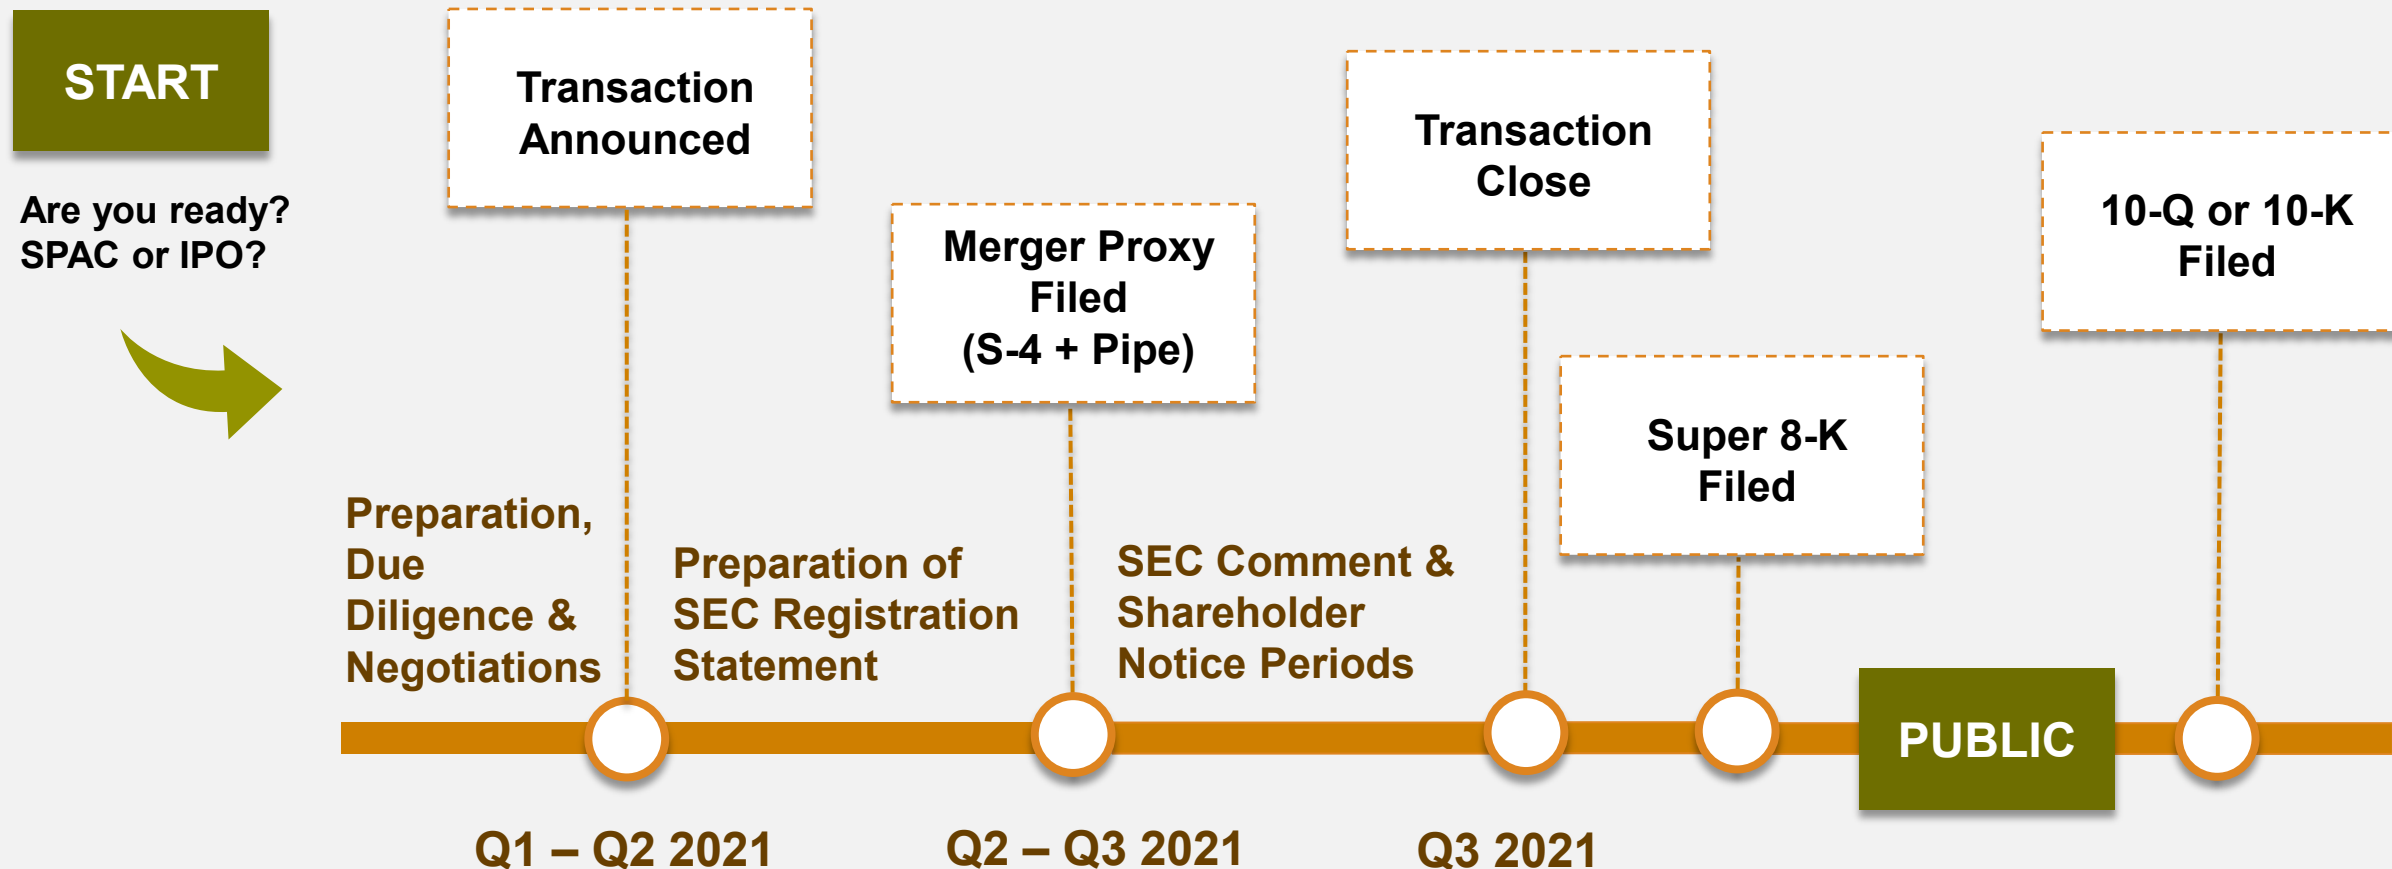 START
Are you ready?
SPAC or IPO?
Transaction
Announced
Merger Proxy
Filed
(S-4 + Pipe)
Transaction
Close
Super 8-K
Filed
10-Q or 10-K
Filed
Preparation,
Due
Diligence &
Negotiations
Preparation of
SEC Registration
Statement
SEC Comment &
Shareholder
Notice Periods
PUBLIC
Q1 – Q2 2021
Q2 – Q3 2021
Q3 2021